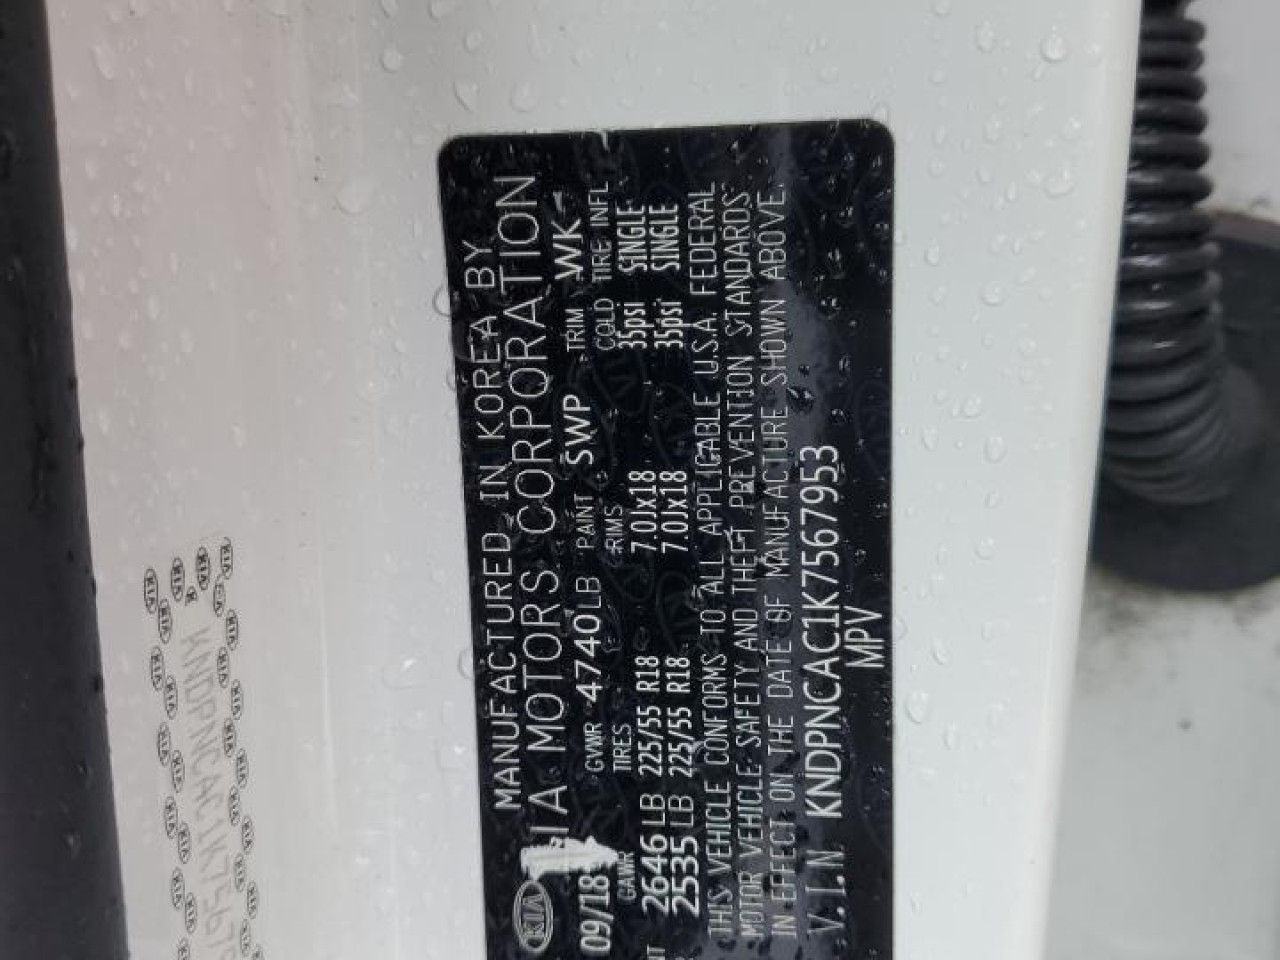 MANUFACTURED IN KOREA BY
KIA
KIA MOTORS CORPORATION
09/18 GVWR 4740LB PAINT SWP TRIM WK
GAWR TIRES RIMS COLD TIRE INFL
2646LB 225/55 R18 7.0Jx18 35psi SINGLE
2535LB 225/55 R18 7.0Jx18 35psi SINGLE
THIS VEHICLE CONFORMS TO ALL APPLICABLE U.S.A. FEDERAL
MOTOR VEHICLE SAFETY AND THEFT PREVENTION STANDARDS
IN EFFECT ON THE DATE OF MANUFACTURE SHOWN ABOVE.
V.I.N KNDPNCAC1K7567953
MPV